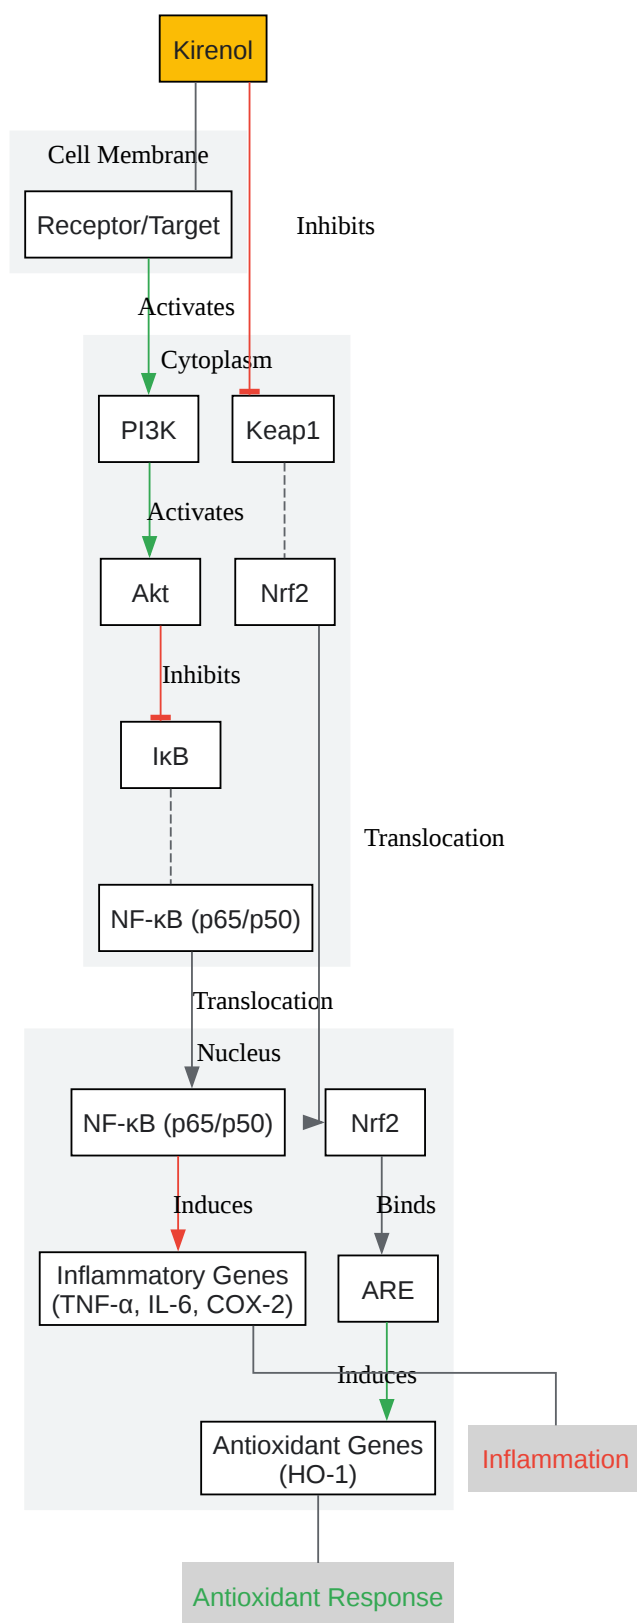 Kirenol
Cell Membrane
Receptor/Target
Inhibits
Activates
Cytoplasm
PI3K
Keap1
Activates
Akt
Nrf2
Inhibits
IκB
Translocation
NF-κB (p65/p50)
Translocation
Nucleus
NF-κB (p65/p50)
Nrf2
Induces
Binds
Inflammatory Genes
(TNF-α, IL-6, COX-2)
ARE
Induces
Antioxidant Genes
(HO-1)
Inflammation
Antioxidant Response